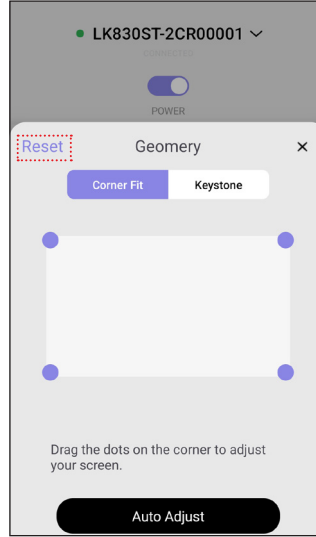 LK830ST-2CR00001
CONNECTED
POWER
Reset
Geomery
Corner Fit
Keystone
Drag the dots on the corner to adjust
your screen.
Auto Adjust